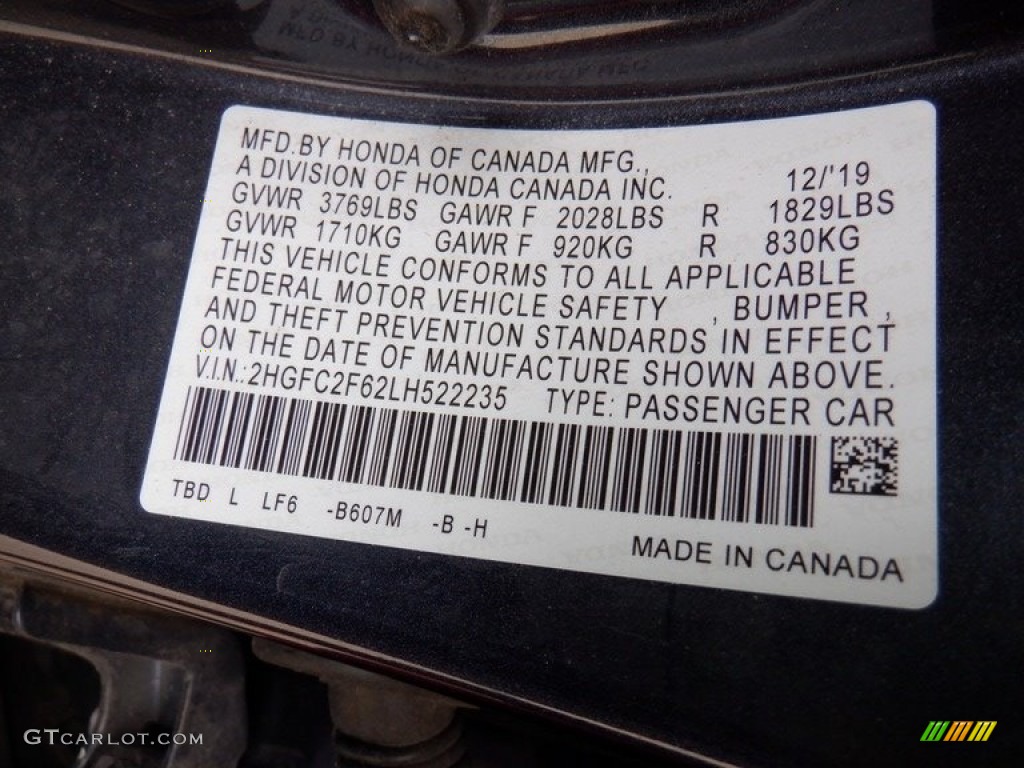 MFD.BY HONDA OF CANADA MFG.,
A DIVISION OF HONDA CANADA INC. 12/'19
GVWR 3769LBS GAWR F 2028LBS R 1829LBS
GVWR 1710KG GAWR F 920KG R 830KG
THIS VEHICLE CONFORMS TO ALL APPLICABLE
FEDERAL MOTOR VEHICLE SAFETY , BUMPER ,
AND THEFT PREVENTION STANDARDS IN EFFECT
ON THE DATE OF MANUFACTURE SHOWN ABOVE.
V.I.N.:2HGFC2F62LH522235 TYPE: PASSENGER CAR
TBD L LF6 -B607M -B -H
MADE IN CANADA
GTCARLOT.COM